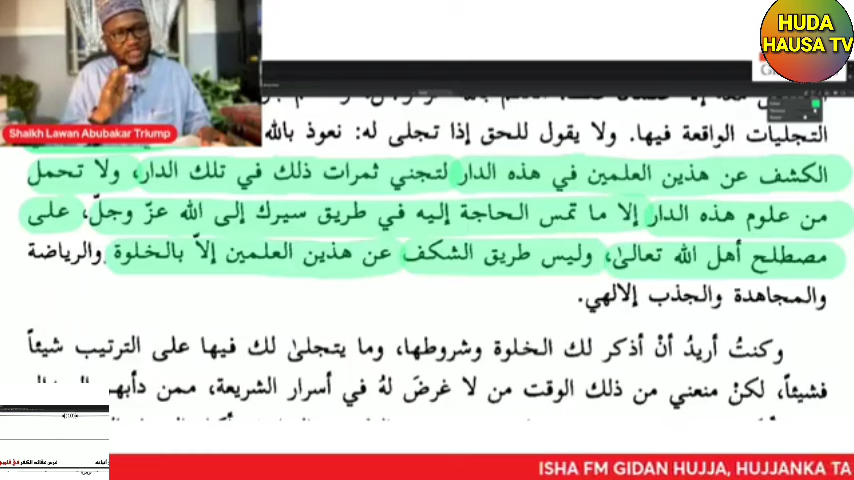 HUDA
HAUSA TV
Shaikh Lawan Abubakar Triump
التجليات الواقعة فيها. ولا يقول للحق إذا تجلى له: نعوذ بالله
الكشف عن هذين العلمين في هذه الدار لتجني ثمرات ذلك في تلك الدار، ولا تحمل
من علوم هذه الدار إلا ما تمس الحاجة إليه في طريق سيرك إلى الله عزّ وجلّ، على
مصطلح أهل الله تعالىٰ، وليس طريق الشكف عن هذين العلمين إلاّ بالخلوة والرياضة
والمجاهدة والجذب إلالهي.
وكنتُ أريدُ أنْ أذكر لك الخلوة وشروطها، وما يتجلىٰ لك فيها على الترتيب شيئاً
فشيئاً، لكنْ منعني من ذلك الوقت من لا غرضَ لهُ في أسرار الشريعة، ممن دأبهم
ISHA FM GIDAN HUJJA, HUJJANKA TA